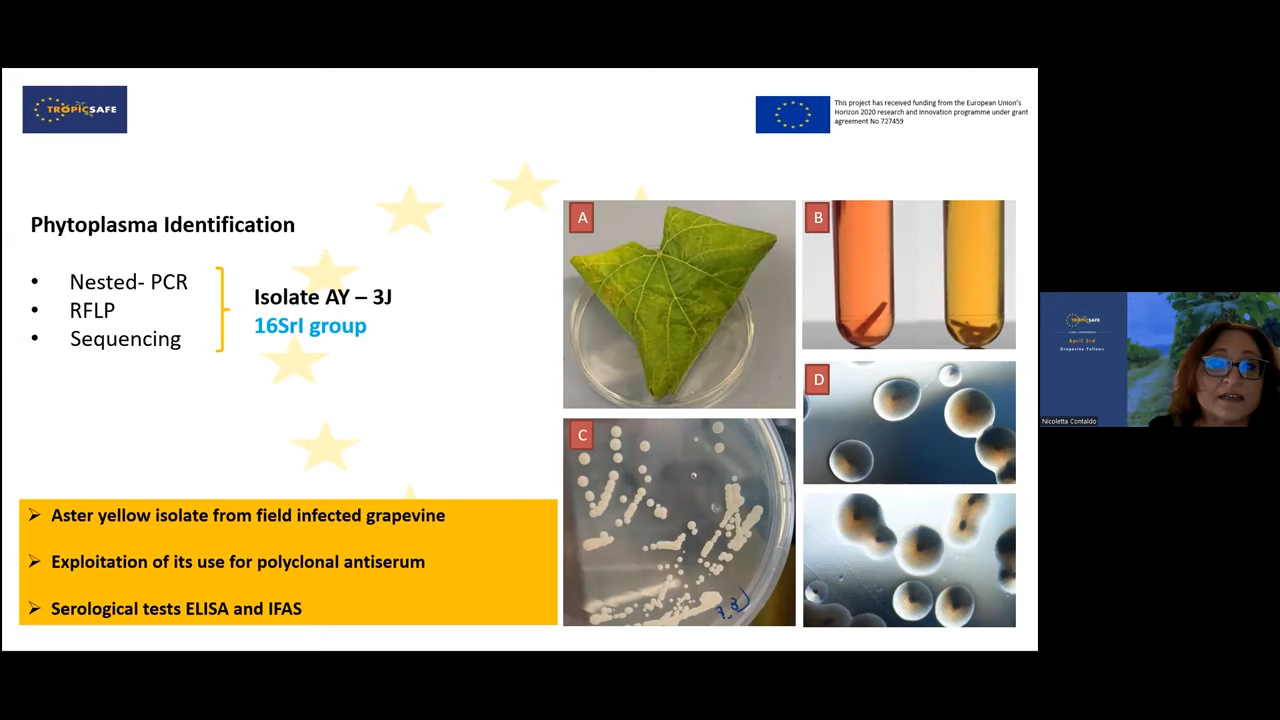 TROPICSAFE
This project has received funding from the European Union's
Horizon 2020 research and innovation programme under grant
agreement No 727459
Phytoplasma Identification
• Nested- PCR
• RFLP
• Sequencing
Isolate AY – 3J
16SrI group
A
B
C
D
Aster yellow isolate from field infected grapevine
Exploitation of its use for polyclonal antiserum
Serological tests ELISA and IFAS
TROPICSAFE
April 3rd
Grapevine Yellows
Nicoletta Contaldo